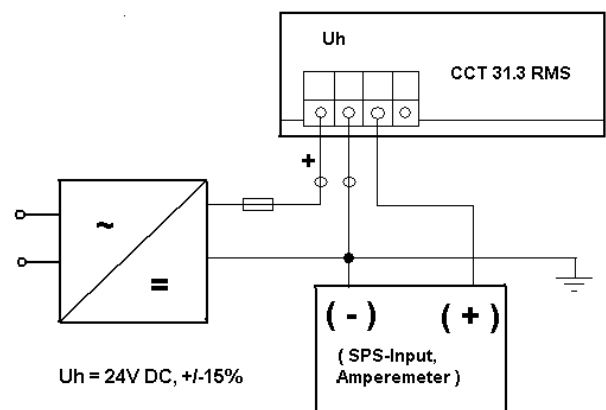 Uh
CCT 31.3 RMS
+
~
=
( - ) ( + )
( SPS-Input,
Amperemeter )
Uh = 24V DC, +/-15%